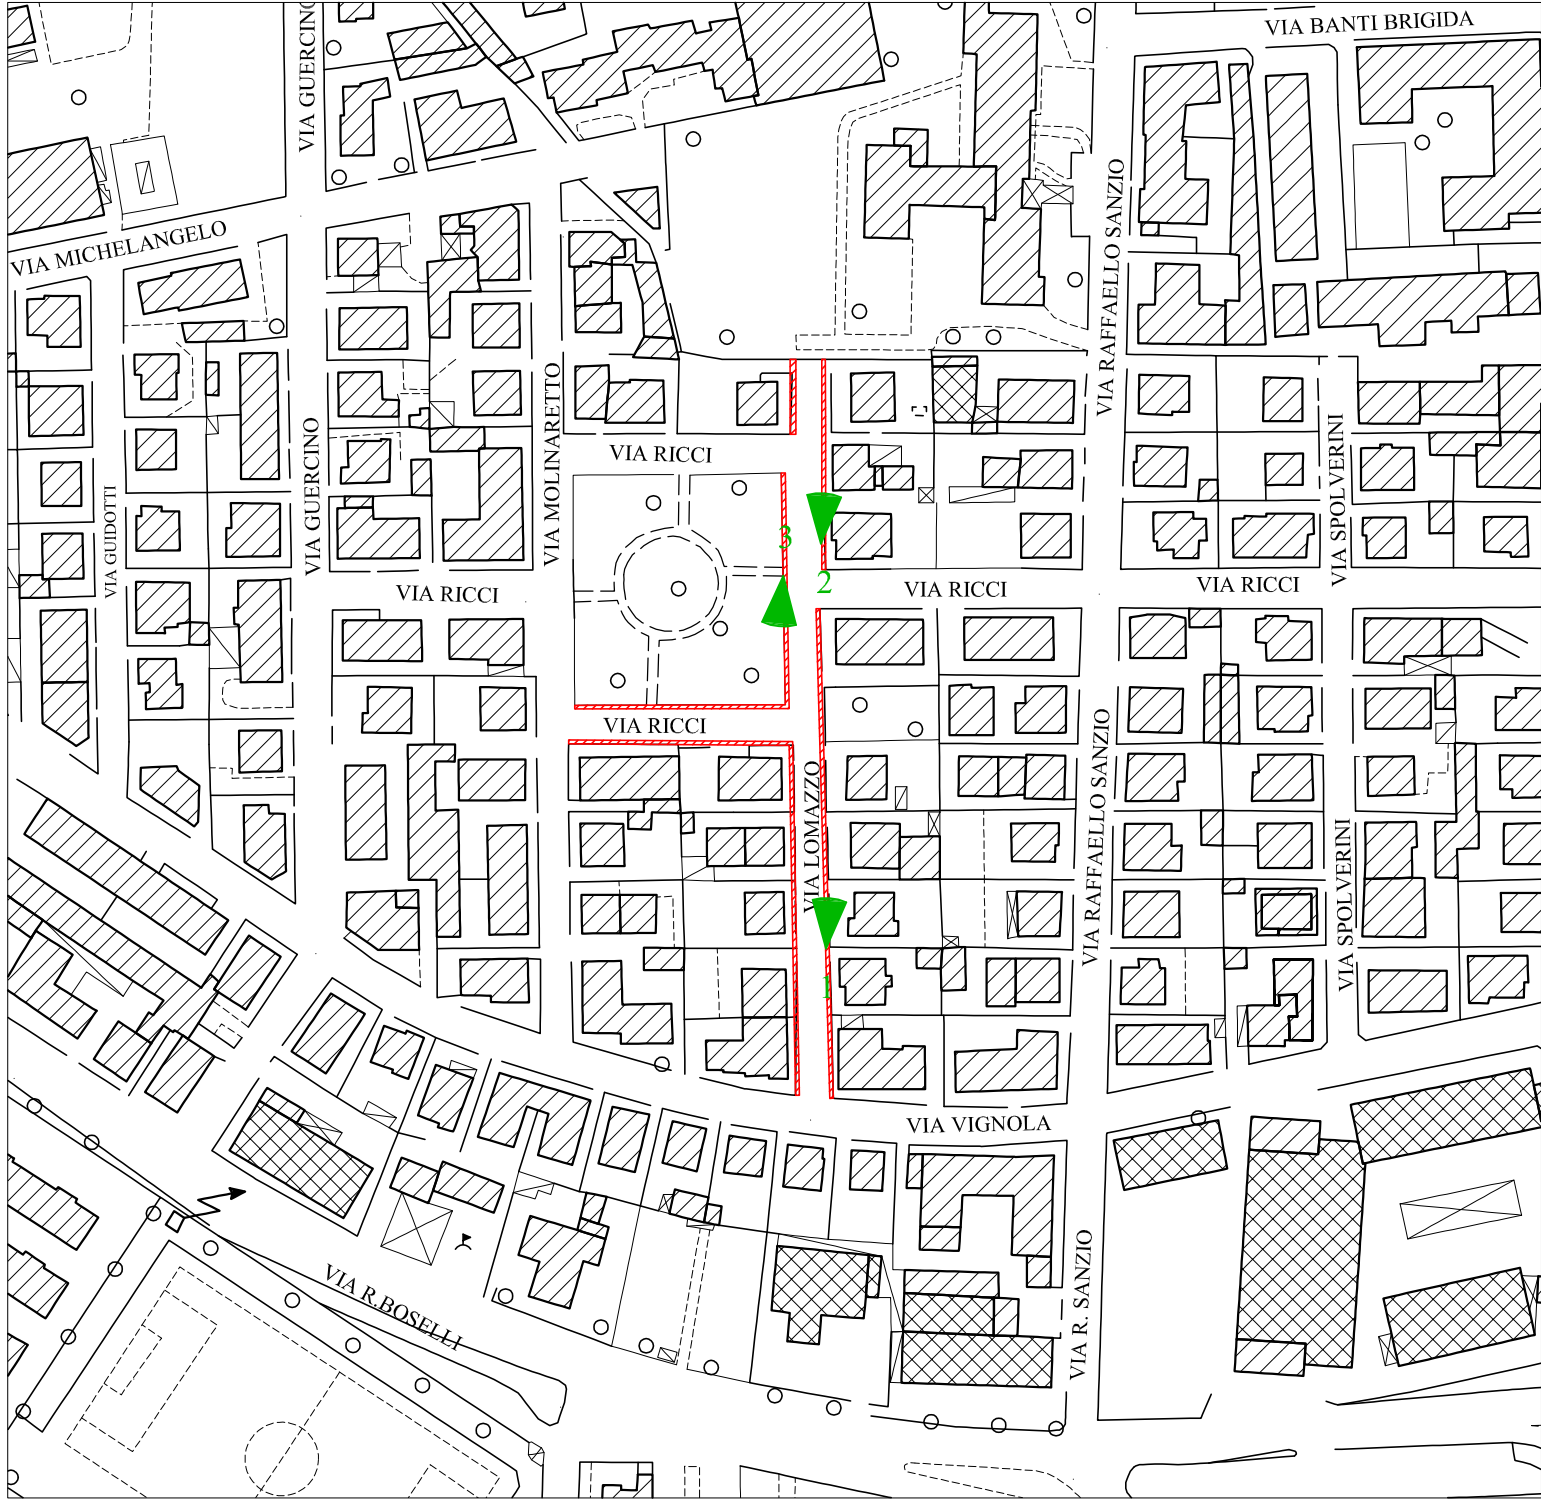 VIA BANTI BRIGIDA
VIA GUERCINO
VIA RAFFAELLO SANZIO
VIA MICHELANGELO
VIA GUERCINO
VIA MOLINARETTO
VIA RICCI
VIA GUIDOTTI
VIA SPOLVERINI
3
2
VIA RICCI
VIA RICCI
VIA RICCI
VIA RICCI
VIA LOMAZZO
VIA RAFFAELLO SANZIO
VIA SPOLVERINI
1
VIA VIGNOLA
VIA R.BOSELLI
VIA R. SANZIO